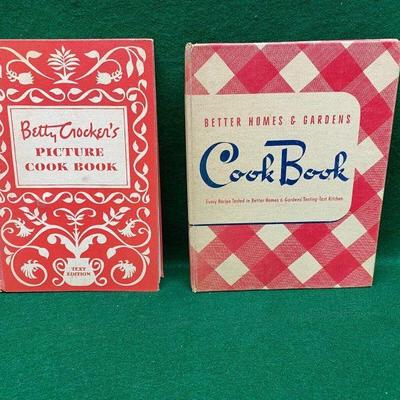 Betty Crocker's
PICTURE
COOK BOOK
TEXT
EDITION
BETTER HOMES & GARDENS
Cook Book
Every Recipe Tested in Better Homes & Gardens' Tasting-Test Kitchen